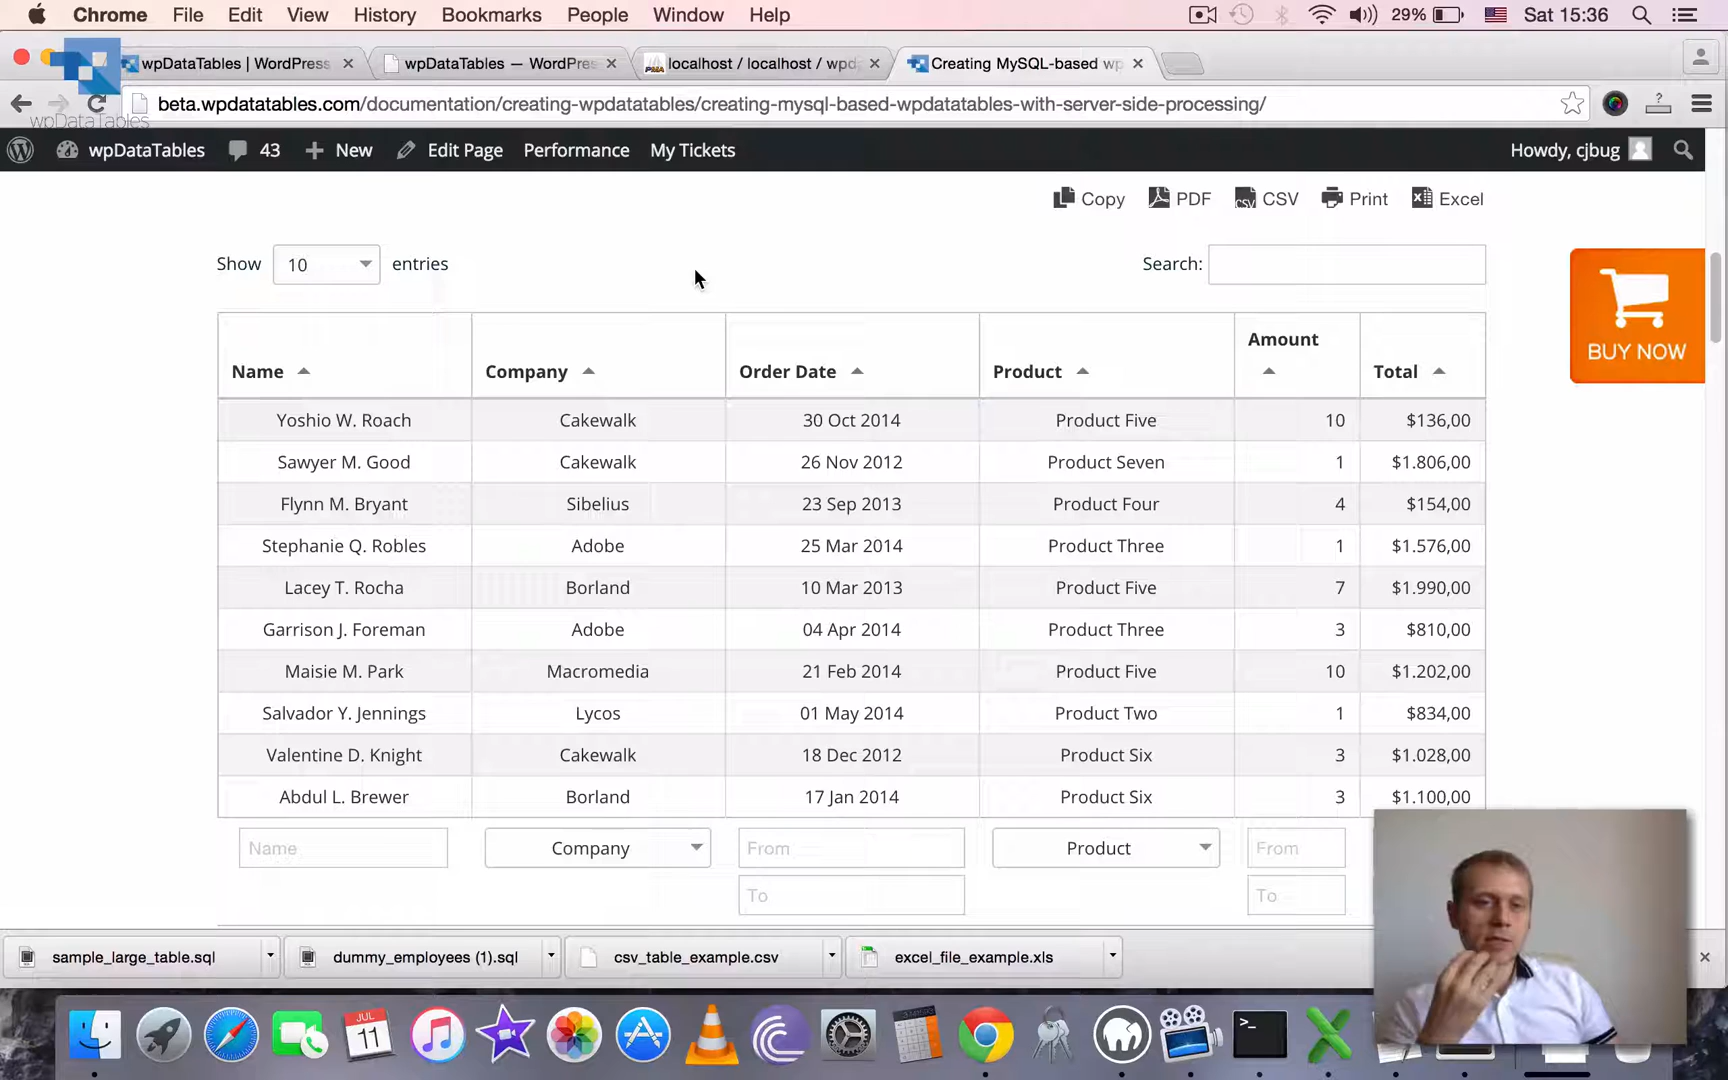 Chrome File Edit View History Bookmarks People Window Help 29% Sat 15:36
wpDataTables | WordPress wpDataTables — WordPres localhost / localhost / wpd Creating MySQL-based wp
beta.wpdatatables.com/documentation/creating-wpdatatables/creating-mysql-based-wpdatatables-with-server-side-processing/
wpDataTables
wpDataTables 43 New Edit Page Performance My Tickets Howdy, cjbug
Copy PDF CSV Print Excel
Show 10 entries Search:
BUY NOW
Name Company Order Date Product Amount Total
Yoshio W. Roach Cakewalk 30 Oct 2014 Product Five 10 $136,00
Sawyer M. Good Cakewalk 26 Nov 2012 Product Seven 1 $1.806,00
Flynn M. Bryant Sibelius 23 Sep 2013 Product Four 4 $154,00
Stephanie Q. Robles Adobe 25 Mar 2014 Product Three 1 $1.576,00
Lacey T. Rocha Borland 10 Mar 2013 Product Five 7 $1.990,00
Garrison J. Foreman Adobe 04 Apr 2014 Product Three 3 $810,00
Maisie M. Park Macromedia 21 Feb 2014 Product Five 10 $1.202,00
Salvador Y. Jennings Lycos 01 May 2014 Product Two 1 $834,00
Valentine D. Knight Cakewalk 18 Dec 2012 Product Six 3 $1.028,00
Abdul L. Brewer Borland 17 Jan 2014 Product Six 3 $1.100,00
Name Company From Product From
To To
sample_large_table.sql dummy_employees (1).sql csv_table_example.csv excel_file_example.xls
JUL
11